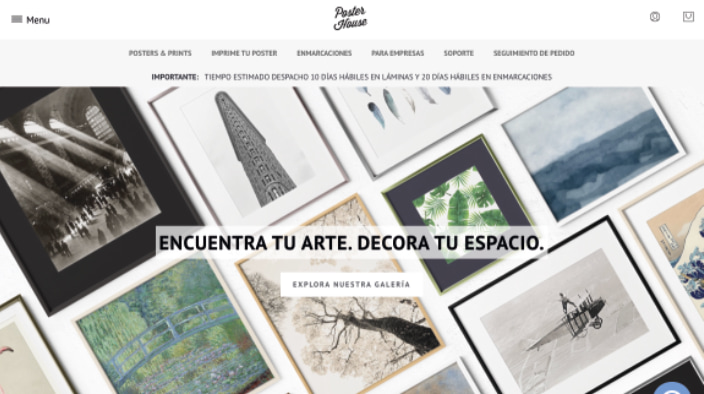 Menu
Poster
House
POSTERS & PRINTS IMPRIME TU POSTER ENMARCACIONES PARA EMPRESAS SOPORTE SEGUIMIENTO DE PEDIDO
IMPORTANTE: TIEMPO ESTIMADO DESPACHO 10 DÍAS HÁBILES EN LÁMINAS Y 20 DÍAS HÁBILES EN ENMARCACIONES
ENCUENTRA TU ARTE. DECORA TU ESPACIO.
EXPLORA NUESTRA GALERÍA